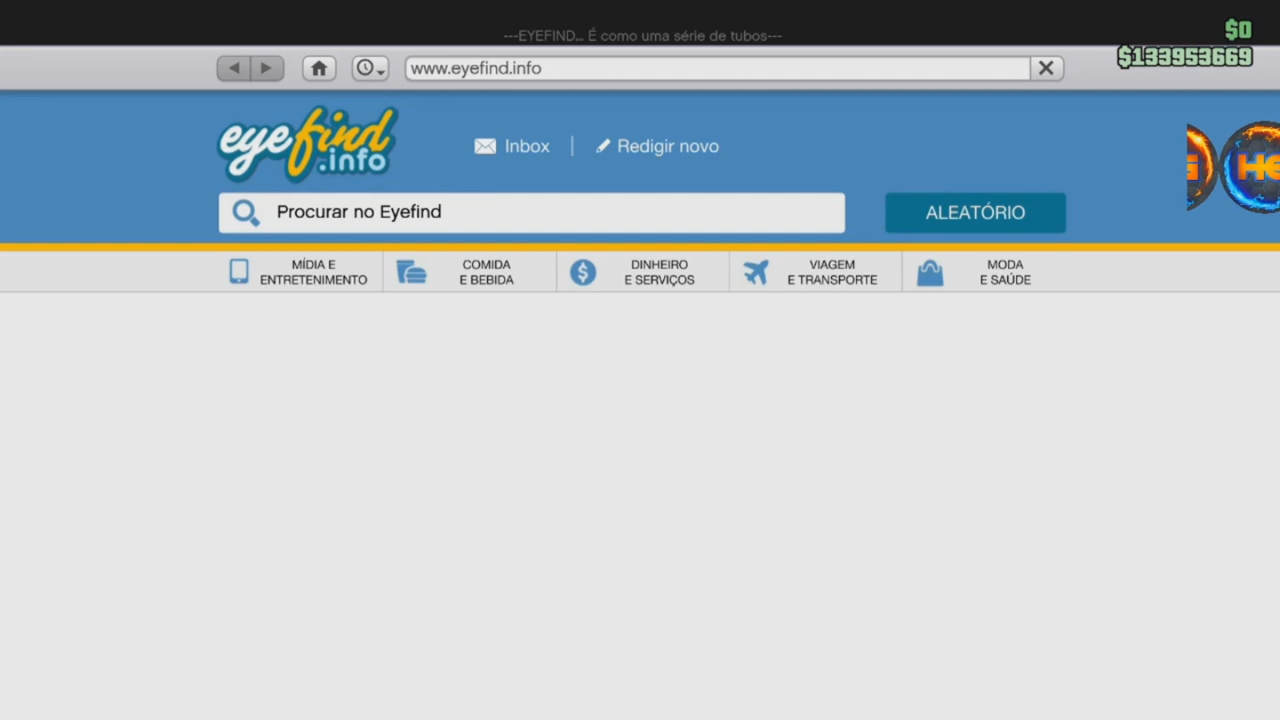 ---EYEFIND... É como uma série de tubos---
$0
$133953669
www.eyefind.info
eyefind
.info
Inbox
Redigir novo
HE
Procurar no Eyefind
ALEATÓRIO
MÍDIA E
ENTRETENIMENTO
COMIDA
E BEBIDA
DINHEIRO
E SERVIÇOS
VIAGEM
E TRANSPORTE
MODA
E SAÚDE